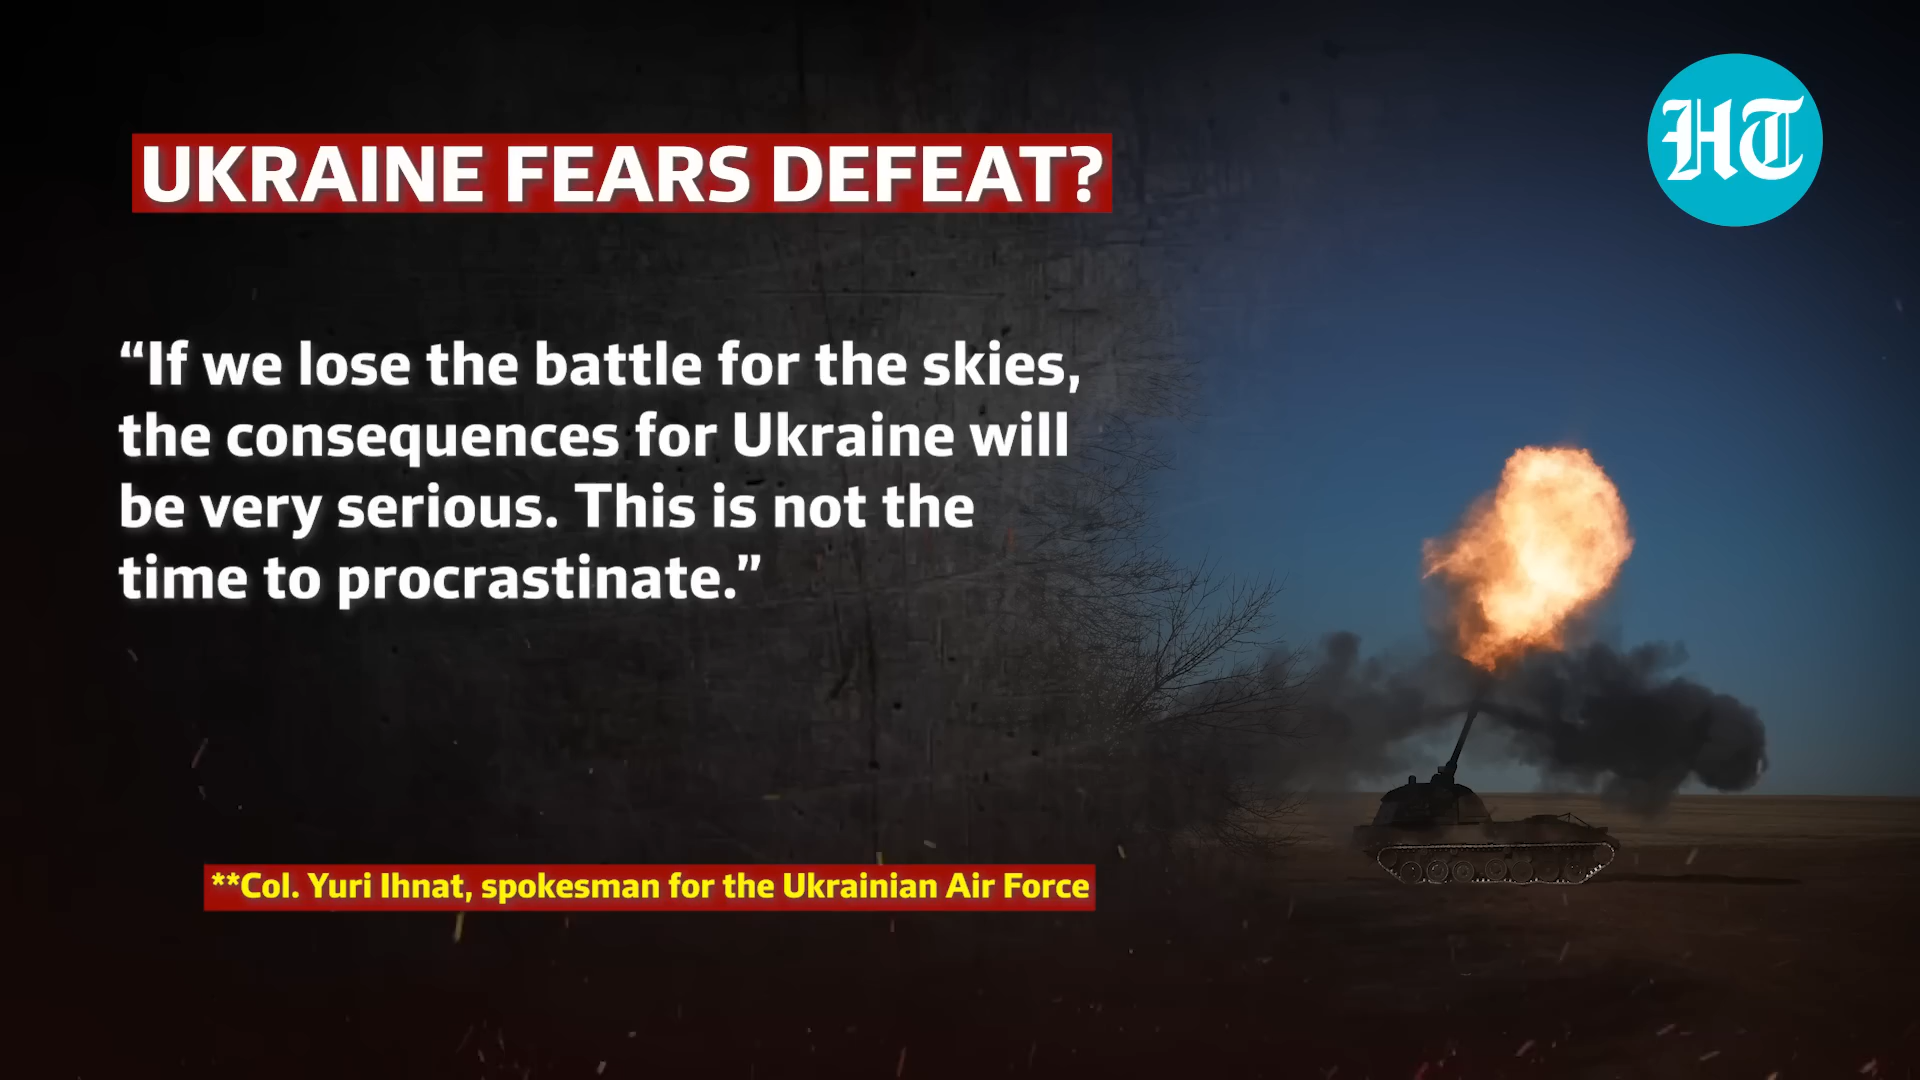 HT
UKRAINE FEARS DEFEAT?
“If we lose the battle for the skies,
the consequences for Ukraine will
be very serious. This is not the
time to procrastinate.”
**Col. Yuri Ihnat, spokesman for the Ukrainian Air Force